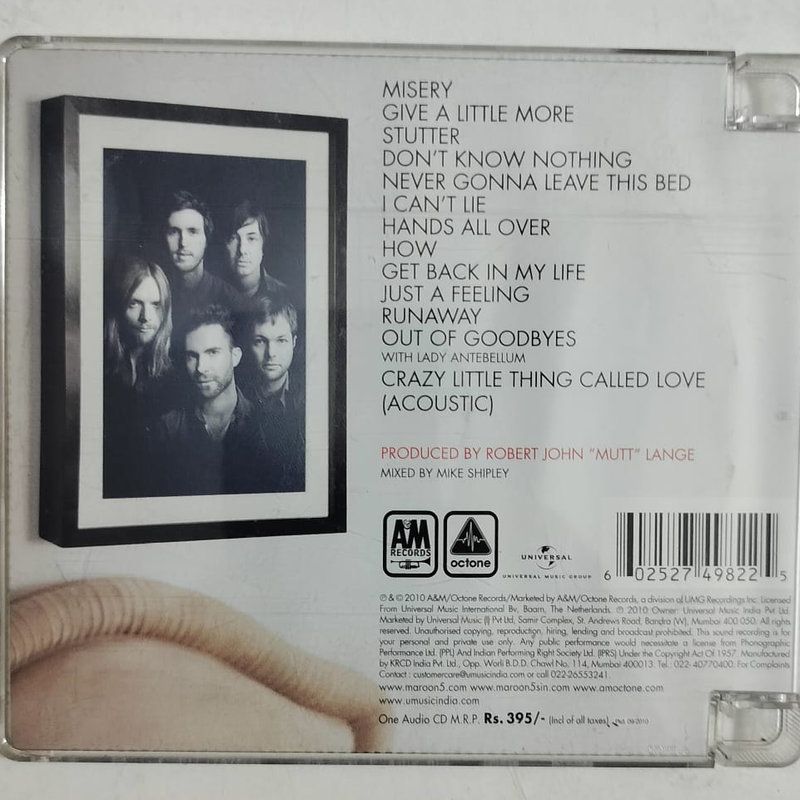 MISERY
GIVE A LITTLE MORE
STUTTER
DON'T KNOW NOTHING
NEVER GONNA LEAVE THIS BED
I CAN'T LIE
HANDS ALL OVER
HOW
GET BACK IN MY LIFE
JUST A FEELING
RUNAWAY
OUT OF GOODBYES
WITH LADY ANTEBELLUM
CRAZY LITTLE THING CALLED LOVE
(ACOUSTIC)
PRODUCED BY ROBERT JOHN "MUTT" LANGE
MIXED BY MIKE SHIPLEY
A&M
RECORDS
octone
UNIVERSAL
UNIVERSAL MUSIC GROUP
6 02527 49822 5
℗ & © 2010 A&M/Octone Records/Marketed by A&M/Octone Records, a division of UMG Recordings Inc. Licensed
From Universal Music International Bv, Baarn, The Netherlands. ℗ 2010 Owner: Universal Music India Pvt Ltd.
Marketed by Universal Music (I) Pvt Ltd, Samir Complex, St. Andrews Road, Bandra (W), Mumbai 400 050. All rights
reserved. Unauthorised copying, reproduction, hiring, lending and broadcast prohibited. This sound recording is for
your personal and private use only. Any public performance would necessitate a license from Phonographic
Performance Ltd. (PPL) And Indian Performing Right Society Ltd. (IPRS) Under the Copyright Act Of 1957. Manufactured
by KRCD India Pvt. Ltd., Opp. Worli B.D.D. Chawl No. 114, Mumbai 400013. Tel.: 022- 40770400. For Complaints
Contact : customercare@umusicindia.com or call 022-26553241.
www.maroon5.com www.maroon5sin.com www.amoctone.com
www.umusicindia.com
One Audio CD M.R.P. Rs. 395/- (Incl of all taxes)